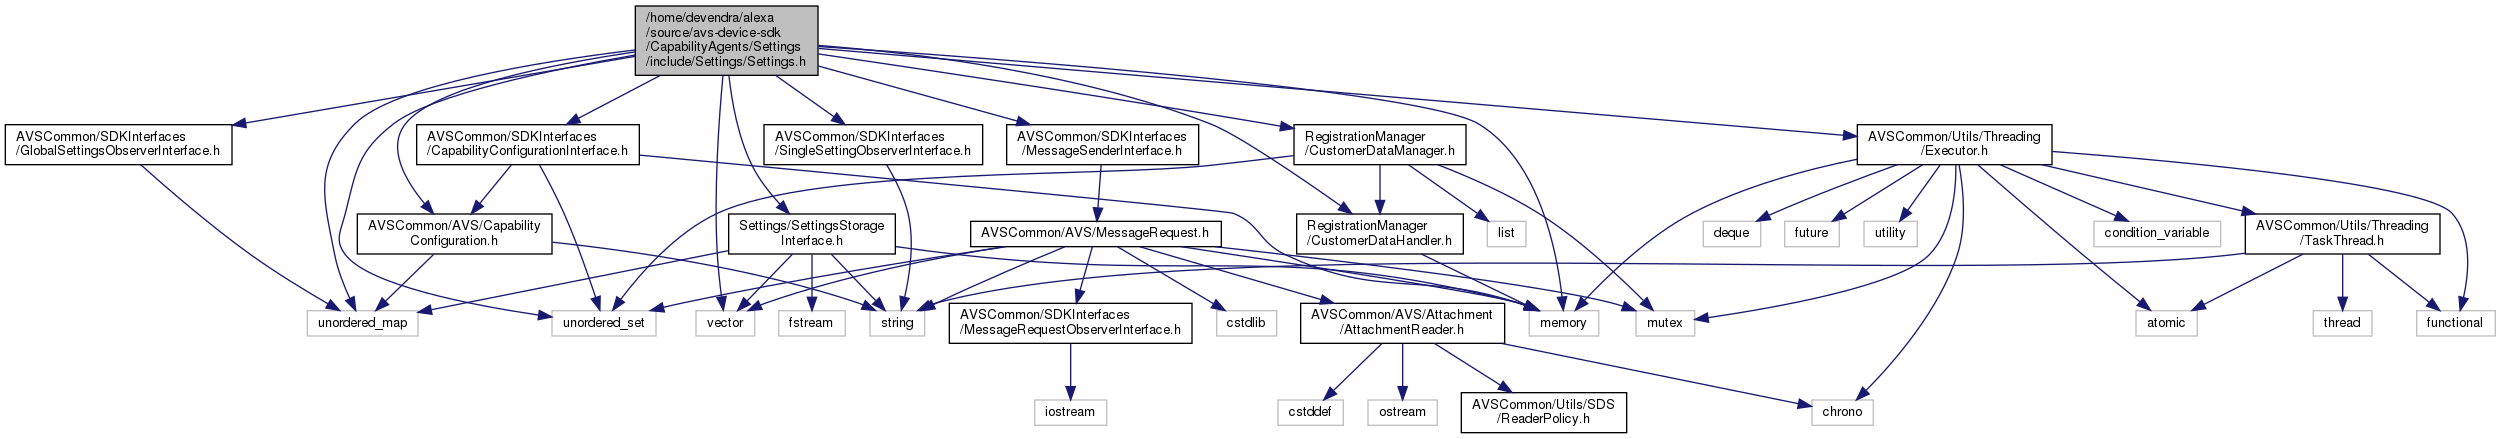 /home/devendra/alexa
/source/avs-device-sdk
/CapabilityAgents/Settings
/include/Settings/Settings.h
AVSCommon/SDKInterfaces
/GlobalSettingsObserverInterface.h
AVSCommon/SDKInterfaces
/CapabilityConfigurationInterface.h
AVSCommon/SDKInterfaces
/SingleSettingObserverInterface.h
AVSCommon/SDKInterfaces
/MessageSenderInterface.h
RegistrationManager
/CustomerDataManager.h
AVSCommon/Utils/Threading
/Executor.h
AVSCommon/AVS/Capability
Configuration.h
Settings/SettingsStorage
Interface.h
AVSCommon/AVS/MessageRequest.h
RegistrationManager
/CustomerDataHandler.h
list
deque
future
utility
condition_variable
AVSCommon/Utils/Threading
/TaskThread.h
unordered_map
unordered_set
vector
fstream
string
AVSCommon/SDKInterfaces
/MessageRequestObserverInterface.h
cstdlib
AVSCommon/AVS/Attachment
/AttachmentReader.h
memory
mutex
atomic
thread
functional
iostream
cstddef
ostream
AVSCommon/Utils/SDS
/ReaderPolicy.h
chrono